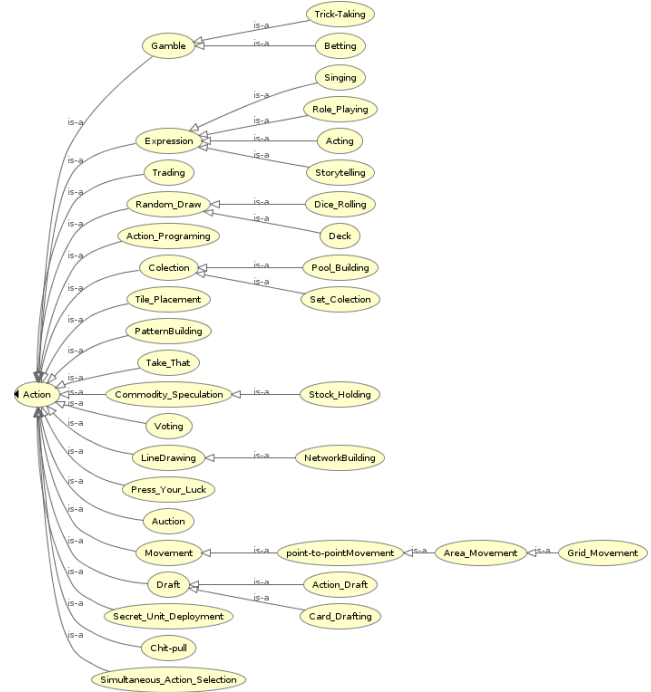 Trick-Taking
is-a
Gamble
is-a
Betting
Singing
is-a
Role_Playing
is-a
is-a
Expression
is-a
Acting
is-a
is-a
Trading
Storytelling
is-a
Random_Draw
is-a
Dice_Rolling
is-a
is-a
Action_Programing
Deck
is-a
Colection
is-a
Pool_Building
is-a
is-a
Tile_Placement
Set_Colection
is-a
PatternBuilding
is-a
Take_That
is-a
Action
is-a
Commodity_Speculation
is-a
Stock_Holding
is-a
Voting
is-a
LineDrawing
is-a
NetworkBuilding
is-a
Press_Your_Luck
is-a
Auction
is-a
Movement
is-a
point-to-pointMovement
is-a
Area_Movement
is-a
Grid_Movement
is-a
Draft
is-a
Action_Draft
is-a
is-a
Secret_Unit_Deployment
Card_Drafting
is-a
Chit-pull
is-a
Simultaneous_Action_Selection